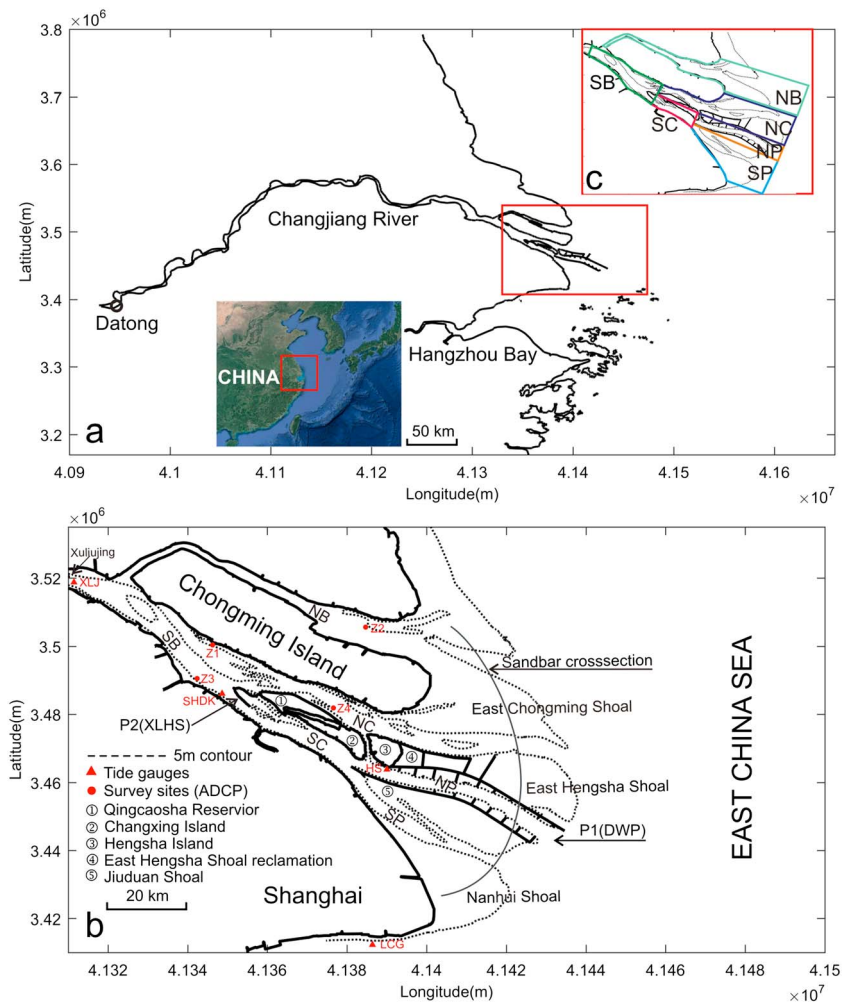 ×10⁶
3.8
3.7
3.6
3.5
3.4
3.3
3.2
Latitude(m)
Changjiang River
Datong
Hangzhou Bay
CHINA
50 km
a
SB
SC
NB
NC
NP
SP
c
4.09
4.1
4.11
4.12
4.13
4.14
4.15
4.16
Longitude(m)
×10⁷
×10⁶
3.52
3.5
3.48
3.46
3.44
3.42
Latitude(m)
Xuliujing
XLJ
Chongming Island
NB
Z2
SB
Z1
Z3
SHDK
Z4
Sandbar crosssection
East Chongming Shoal
P2(XLHS)
①
②
NC
SC
③
④
HS
NP
⑤
SP
East Hengsha Shoal
P1(DWP)
Nanhui Shoal
EAST CHINA SEA
5m contour
Tide gauges
Survey sites (ADCP)
① Qingcaosha Reservior
② Changxing Island
③ Hengsha Island
④ East Hengsha Shoal reclamation
⑤ Jiuduan Shoal
20 km
Shanghai
LCG
b
4.132
4.134
4.136
4.138
4.14
4.142
4.144
4.146
4.148
4.15
Longitude(m)
×10⁷